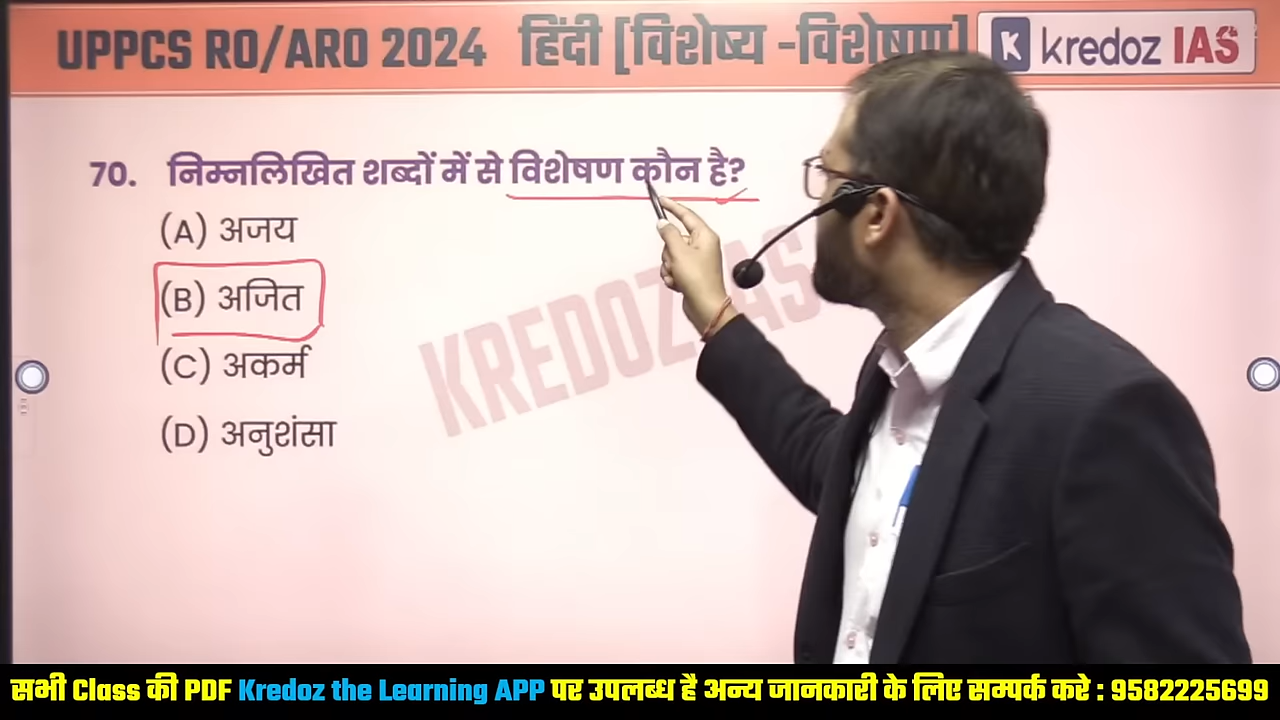 UPPCS RO/ARO 2024 हिंदी [विशेष्य -विशेषण] K kredoz IAS
70. निम्नलिखित शब्दों में से विशेषण कौन है?
(A) अजय
(B) अजित
(C) अकर्म
(D) अनुशंसा
KREDOZ IAS
सभी Class की PDF Kredoz the Learning APP पर उपलब्ध है अन्य जानकारी के लिए सम्पर्क करे : 9582225699